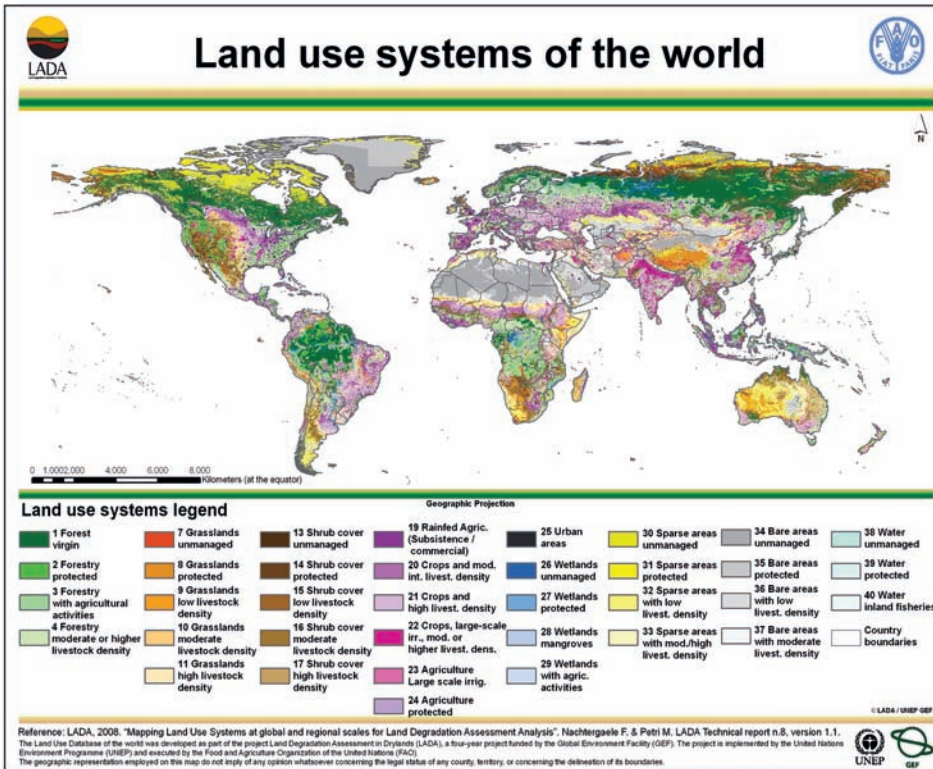 LADA
Land use systems of the world
FAO
FIAT PANIS
N
0 1,0002,000 4,000 6,000 8,000
Kilometers (at the equator)
Geographic Projection
Land use systems legend
1 Forest
virgin
2 Forestry
protected
3 Forestry
with agricultural
activities
4 Forestry
moderate or higher
livestock density
7 Grasslands
unmanaged
8 Grasslands
protected
9 Grasslands
low livestock
density
10 Grasslands
moderate
livestock density
11 Grasslands
high livestock
density
13 Shrub cover
unmanaged
14 Shrub cover
protected
15 Shrub cover
low livestock
density
16 Shrub cover
moderate
livestock density
17 Shrub cover
high livestock
density
19 Rainfed Agric.
(Subsistence /
commercial)
20 Crops and mod.
int. livest. density
21 Crops and
high livest. density
22 Crops, large-scale
irr., mod. or
higher livest. dens.
23 Agriculture
Large scale irrig.
24 Agriculture
protected
25 Urban
areas
26 Wetlands
unmanaged
27 Wetlands
protected
28 Wetlands
mangroves
29 Wetlands
with agric.
activities
30 Sparse areas
unmanaged
31 Sparse areas
protected
32 Sparse areas
with low
livest. density
33 Sparse areas
with mod./high
livest. density
34 Bare areas
unmanaged
35 Bare areas
protected
36 Bare areas
with low
livest. density
37 Bare areas
with moderate
livest. density
38 Water
unmanaged
39 Water
protected
40 Water
inland fisheries
Country
boundaries
© LADA / UNEP GEF
Reference: LADA, 2008. "Mapping Land Use Systems at global and regional scales for Land Degradation Assessment Analysis". Nachtergaele F. & Petri M. LADA Technical report n.8, version 1.1.
The Land Use Database of the world was developed as part of the project Land Degradation Assessment in Drylands (LADA), a four-year project funded by the Global Environment Facility (GEF). The project is implemented by the United Nations
Environment Programme (UNEP) and executed by the Food and Agriculture Organization of the United Nations (FAO).
The geographic representation employed on this map do not imply of any opinion whatsoever concerning the legal status of any county, territory, or concerning the delineation of its boundaries.
UNEP
GEF